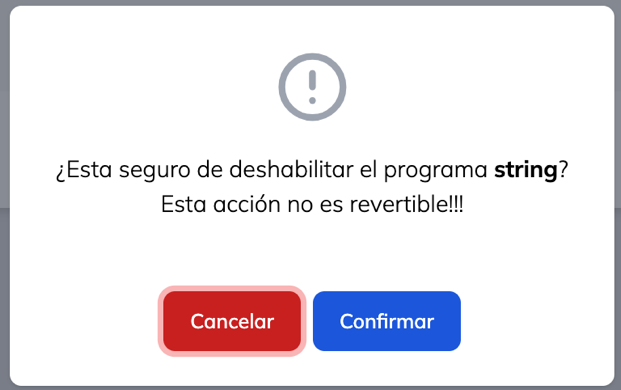 ¿Esta seguro de deshabilitar el programa string?
Esta acción no es revertible!!!
Cancelar
Confirmar